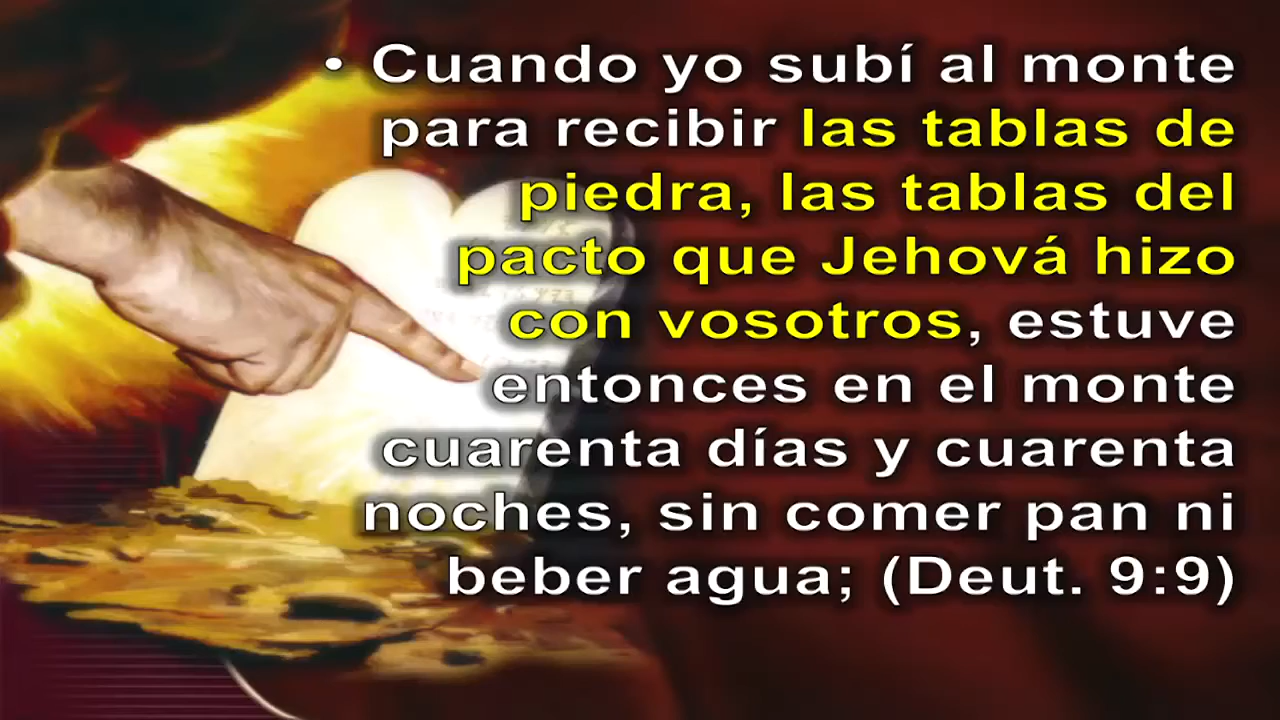 • Cuando yo subí al monte
para recibir las tablas de
piedra, las tablas del
pacto que Jehová hizo
con vosotros, estuve
entonces en el monte
cuarenta días y cuarenta
noches, sin comer pan ni
beber agua; (Deut. 9:9)